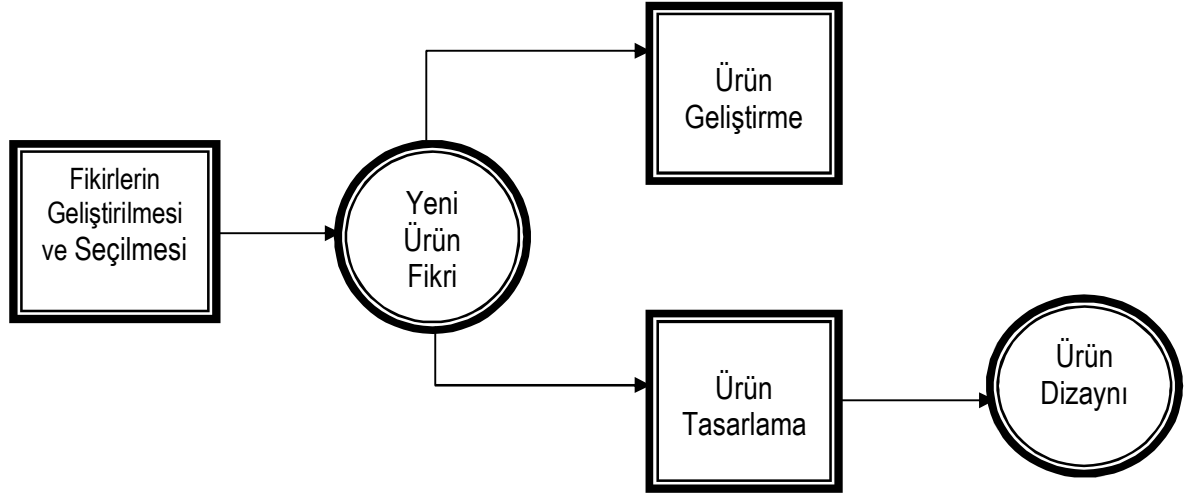 Fikirlerin
Geliştirilmesi
ve Seçilmesi
Yeni
Ürün
Fikri
Ürün
Geliştirme
Ürün
Tasarlama
Ürün
Dizaynı